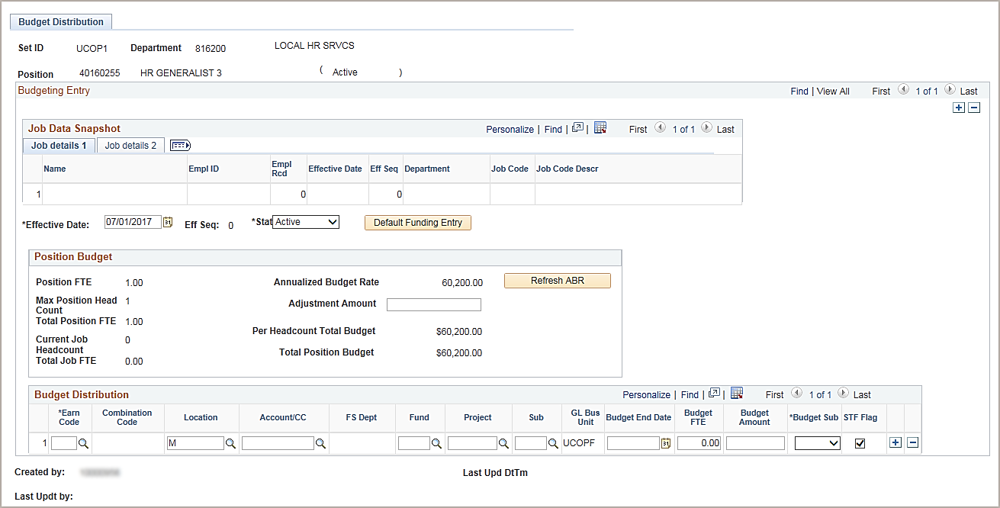 Budget Distribution
Set ID UCOP1 Department 816200 LOCAL HR SRVCS
Position 40160255 HR GENERALIST 3 ( Active )
Budgeting Entry Find | View All First 1 of 1 Last
Job Data Snapshot Personalize | Find | | First 1 of 1 Last
Job details 1 Job details 2
Name Empl ID Empl Rcd Effective Date Eff Seq Department Job Code Job Code Descr
1 0 0
*Effective Date: 07/01/2017 31 Eff Seq: 0 *Stat Active Default Funding Entry
Position Budget
Position FTE 1.00 Annualized Budget Rate 60,200.00 Refresh ABR
Max Position Head Count 1 Adjustment Amount
Total Position FTE 1.00 Per Headcount Total Budget $60,200.00
Current Job Headcount 0 Total Position Budget $60,200.00
Total Job FTE 0.00
Budget Distribution Personalize | Find | | First 1 of 1 Last
*Earn Code Combination Code Location Account/CC FS Dept Fund Project Sub GL Bus Unit Budget End Date Budget FTE Budget Amount *Budget Sub STF Flag
1 M UCOPF 31 0.00
Created by: Last Upd DtTm
Last Updt by: